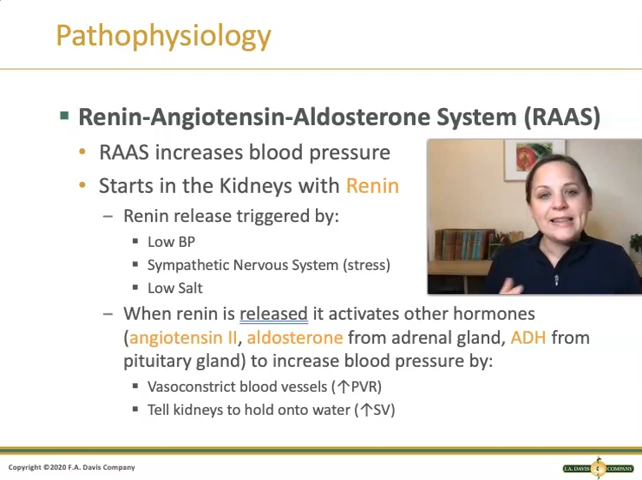 Pathophysiology
Renin-Angiotensin-Aldosterone System (RAAS)
RAAS increases blood pressure
Starts in the Kidneys with Renin
Renin release triggered by:
Low BP
Sympathetic Nervous System (stress)
Low Salt
When renin is released it activates other hormones
(angiotensin II, aldosterone from adrenal gland, ADH from
pituitary gland) to increase blood pressure by:
Vasoconstrict blood vessels (↑PVR)
Tell kidneys to hold onto water (↑SV)
Copyright ©2020 F.A. Davis Company
F.A. DAVIS COMPANY